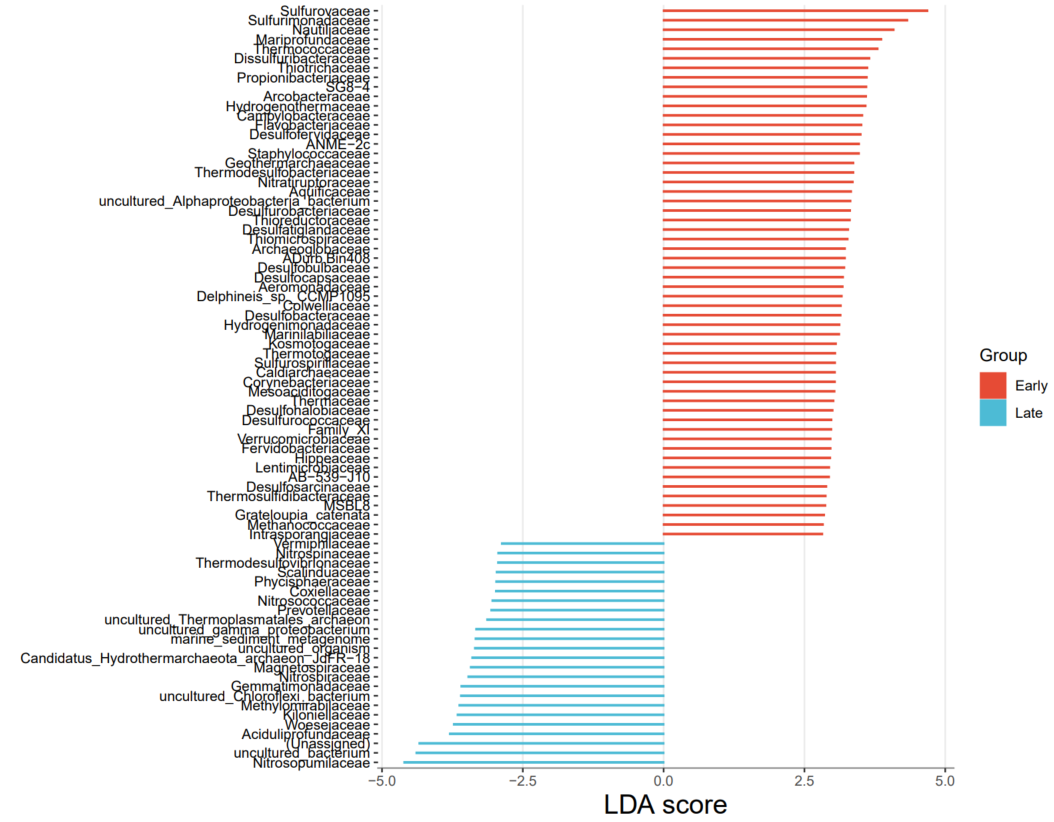 Sulfurovaceae
Sulfurimonadaceae
Nautiliaceae
Mariprofundaceae
Thermococcaceae
Dissulfuribacteraceae
Thiotrichaceae
Propionibacteriaceae
SG8−4
Arcobacteraceae
Hydrogenothermaceae
Campylobacteraceae
Flavobacteriaceae
Desulfofervidaceae
ANME−2c
Staphylococcaceae
Geothermarchaeaceae
Thermodesulfobacteriaceae
Nitratiruptoraceae
Aquificaceae
uncultured_Alphaproteobacteria_bacterium
Desulfurobacteriaceae
Thioreductoraceae
Desulfatiglandaceae
Thiomicrospiraceae
Archaeoglobaceae
ADurb.Bin408
Desulfobulbaceae
Desulfocapsaceae
Aeromonadaceae
Delphineis_sp._CCMP1095
Colwelliaceae
Desulfobacteraceae
Hydrogenimonadaceae
Marinilabiliaceae
Kosmotogaceae
Thermotogaceae
Sulfurospirillaceae
Caldiarchaeaceae
Corynebacteriaceae
Mesoaciditogaceae
Thermaceae
Desulfohalobiaceae
Desulfurococcaceae
Family_XI
Verrucomicrobiaceae
Fervidobacteriaceae
Hippeaceae
Lentimicrobiaceae
AB−539−J10
Desulfosarcinaceae
Thermosulfidibacteraceae
MSBL8
Grateloupia_catenata
Methanococcaceae
Intrasporangiaceae
Vermiphilaceae
Nitrospinaceae
Thermodesulfovibrionaceae
Scalinduaceae
Phycisphaeraceae
Coxiellaceae
Nitrosococcaceae
Prevotellaceae
uncultured_Thermoplasmatales_archaeon
uncultured_gamma_proteobacterium
marine_sediment_metagenome
uncultured_organism
Candidatus_Hydrothermarchaeota_archaeon_JdFR−18
Magnetospiraceae
Nitrospiraceae
Gemmatimonadaceae
uncultured_Chloroflexi_bacterium
Methylomirabilaceae
Kiloniellaceae
Woeseiaceae
Aciduliprofundaceae
(Unassigned)
uncultured_bacterium
Nitrosopumilaceae
−5.0 −2.5 0.0 2.5 5.0
LDA score
Group
Early
Late